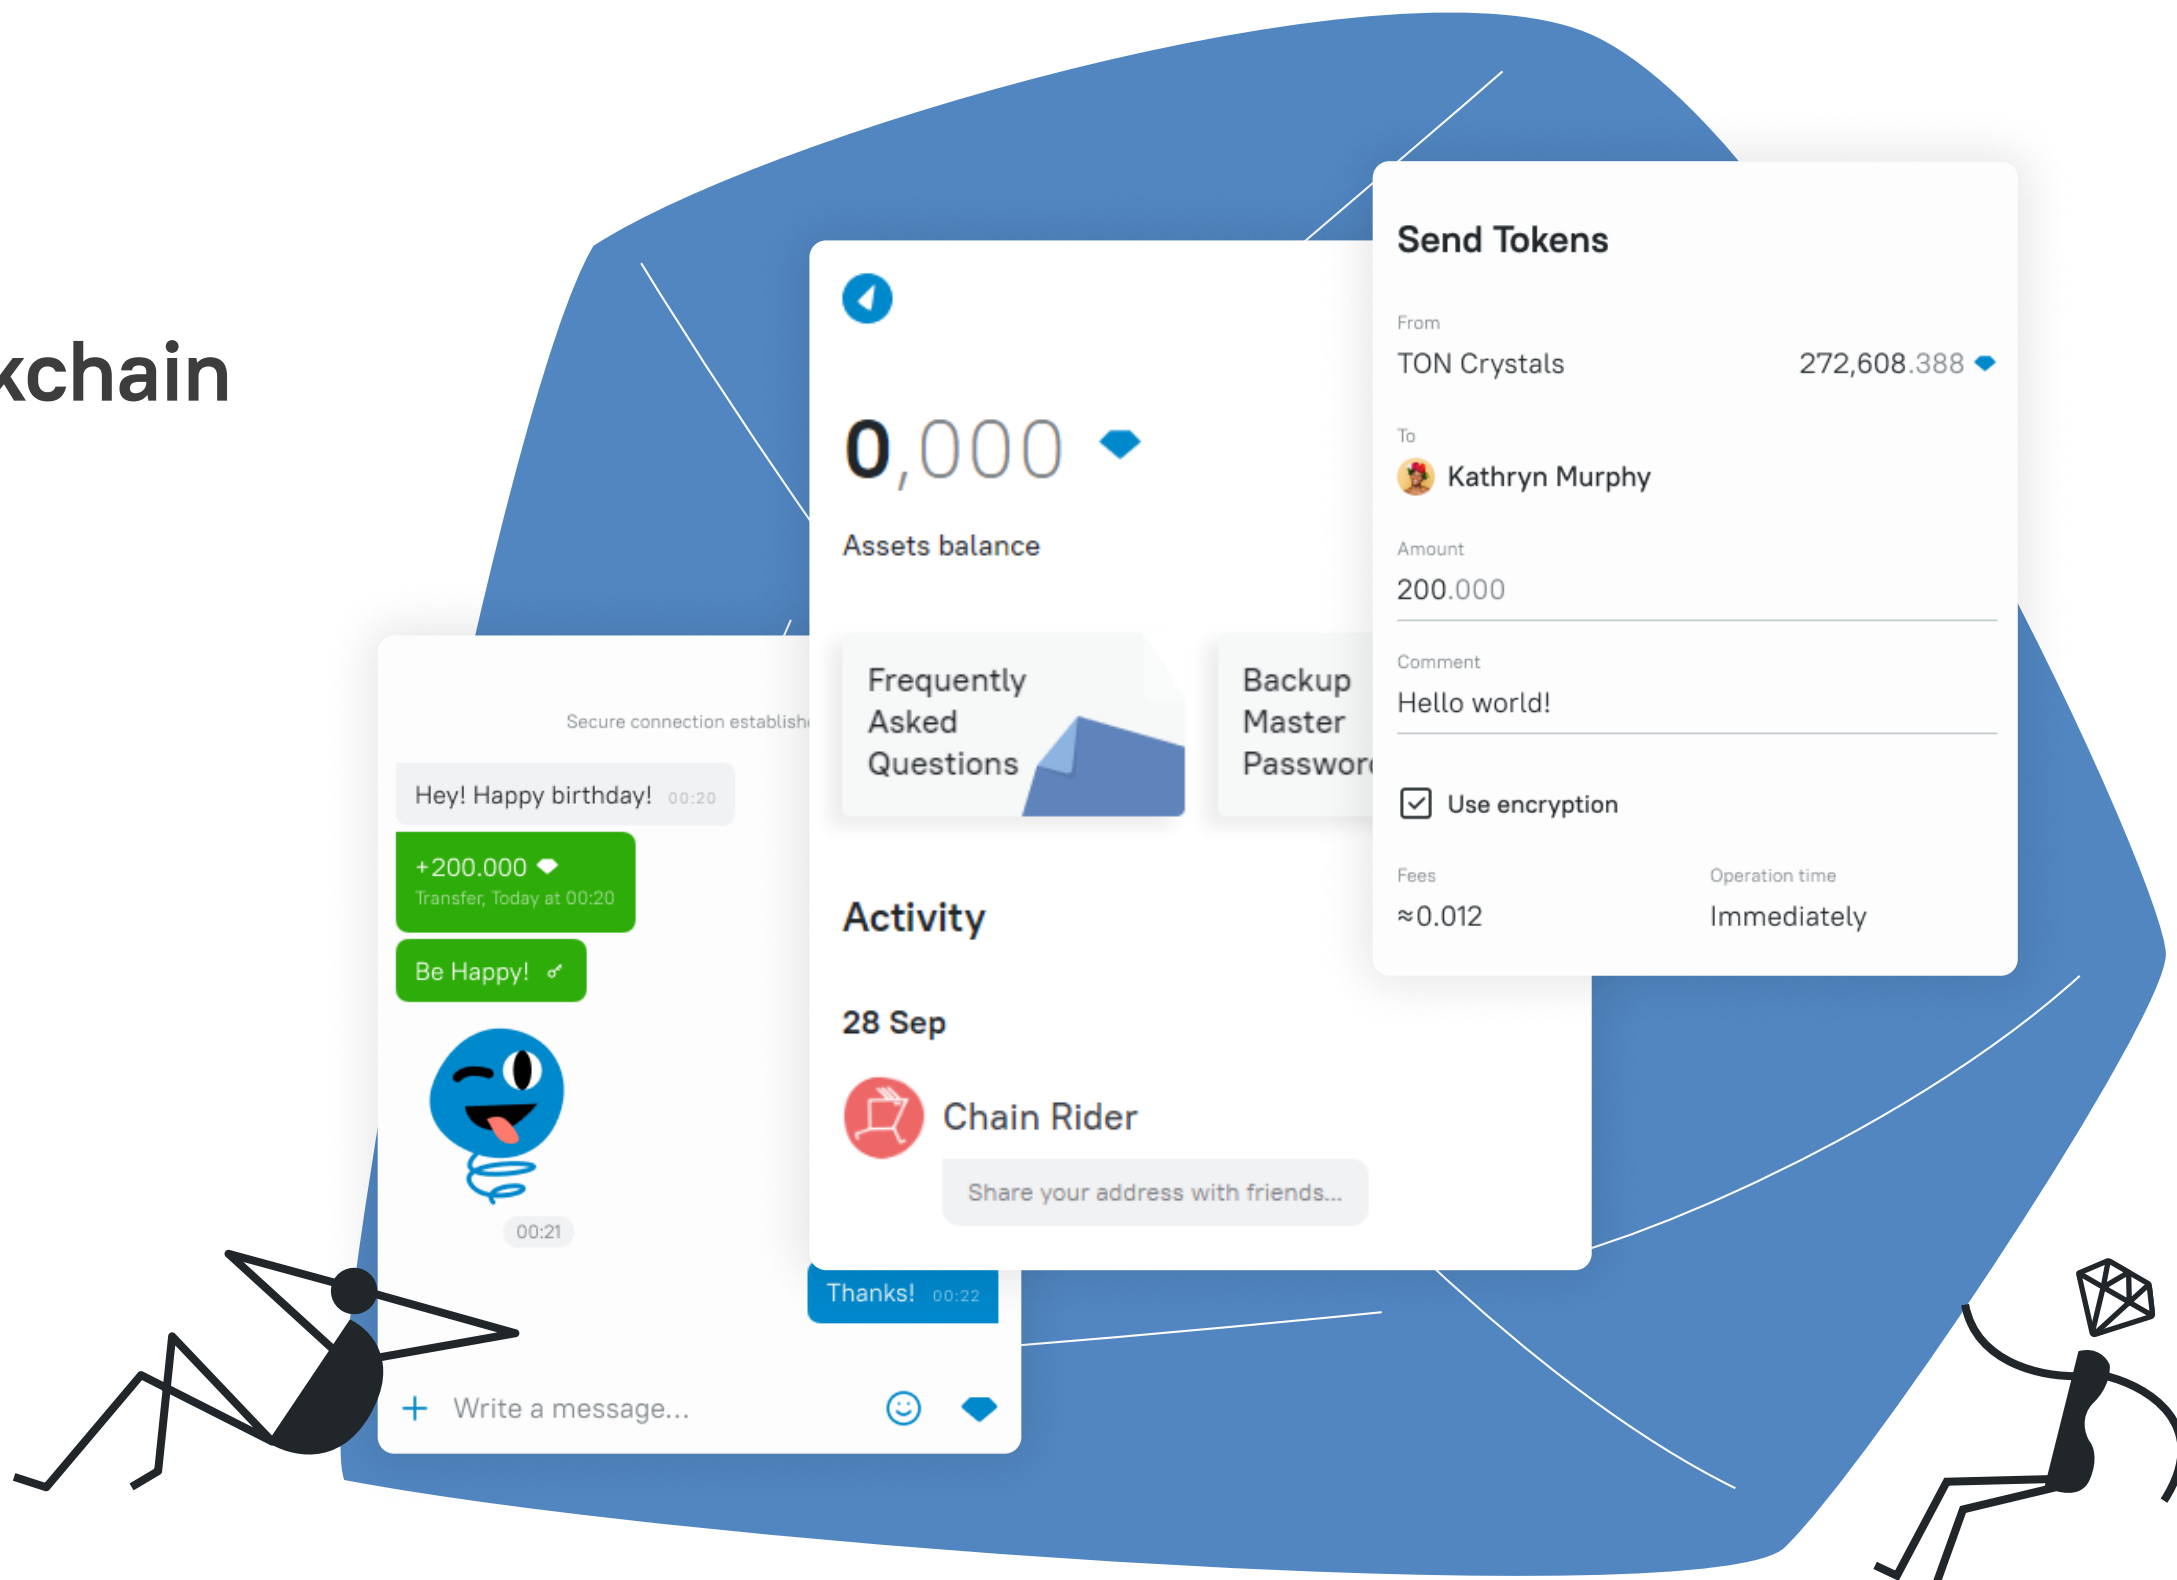 kchain
Send Tokens
From
TON Crystals 272,608.388
To
Kathryn Murphy
Amount
200.000
Comment
Hello world!
Use encryption
Fees Operation time
≈0.012 Immediately
0,000
Assets balance
Frequently
Asked
Questions
Backup
Master
Password
Activity
28 Sep
Chain Rider
Share your address with friends...
Secure connection establishe
Hey! Happy birthday! 00:20
+200.000
Transfer, Today at 00:20
Be Happy!
00:21
Thanks! 00:22
Write a message...